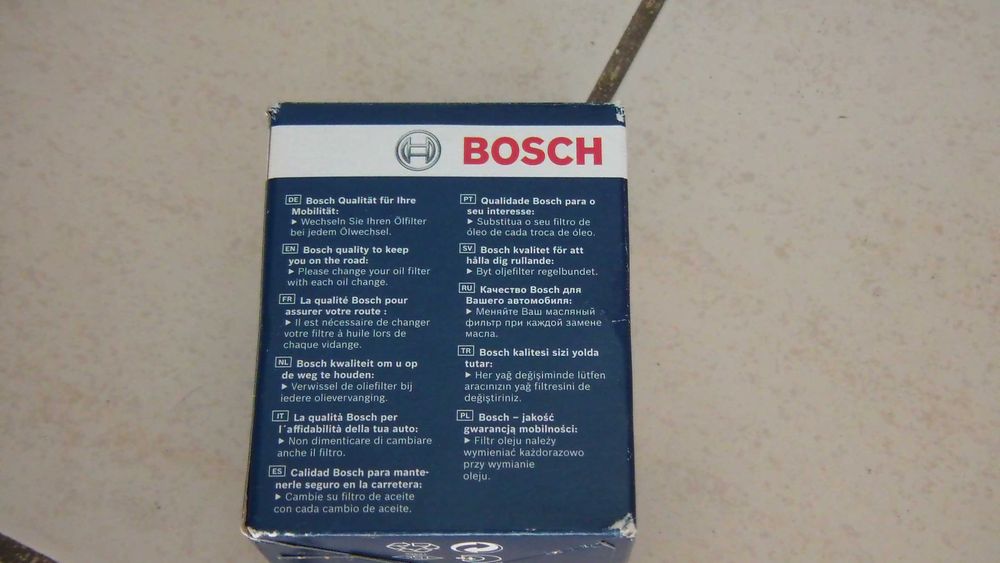 BOSCH
DE Bosch Qualität für Ihre
Mobilität:
► Wechseln Sie Ihren Ölfilter
bei jedem Ölwechsel.
EN Bosch quality to keep
you on the road:
► Please change your oil filter
with each oil change.
FR La qualité Bosch pour
assurer votre route :
► Il est nécessaire de changer
votre filtre à huile lors de
chaque vidange.
NL Bosch kwaliteit om u op
de weg te houden:
► Verwissel de oliefilter bij
iedere olievervanging.
IT La qualità Bosch per
l´affidabilità della tua auto:
► Non dimenticare di cambiare
anche il filtro.
ES Calidad Bosch para mante-
nerle seguro en la carretera:
► Cambie su filtro de aceite
con cada cambio de aceite.
PT Qualidade Bosch para o
seu interesse:
► Substitua o seu filtro de
óleo de cada troca de óleo.
SV Bosch kvalitet för att
hålla dig rullande:
► Byt oljefilter regelbundet.
RU Качество Bosch для
Вашего автомобиля:
► Меняйте Ваш масляный
фильтр при каждой замене
масла.
TR Bosch kalitesi sizi yolda
tutar:
► Her yağ değişiminde lütfen
aracınızın yağ filtresini de
değiştiriniz.
PL Bosch – jakość
gwarancją mobilności:
► Filtr oleju należy
wymieniać każdorazowo
przy wymianie
oleju.